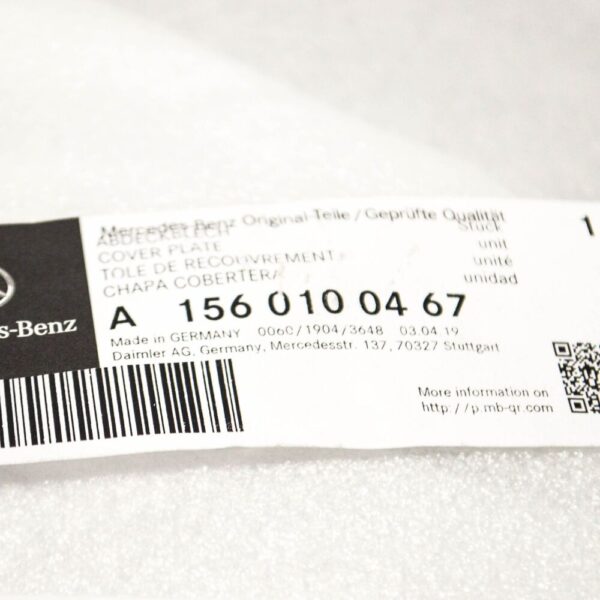 s-Benz
Mercedes-Benz Original-Teile / Geprüfte Qualität
ABDECKBLECH Stück
COVER PLATE unit
TOLE DE RECOUVREMENT unité
CHAPA COBERTERA unidad
1
A 156 010 04 67
Made in GERMANY 0060/1904/3648 03.04.19
Daimler AG, Germany, Mercedesstr. 137, 70327 Stuttgart
More information on
http://p.mb-qr.com